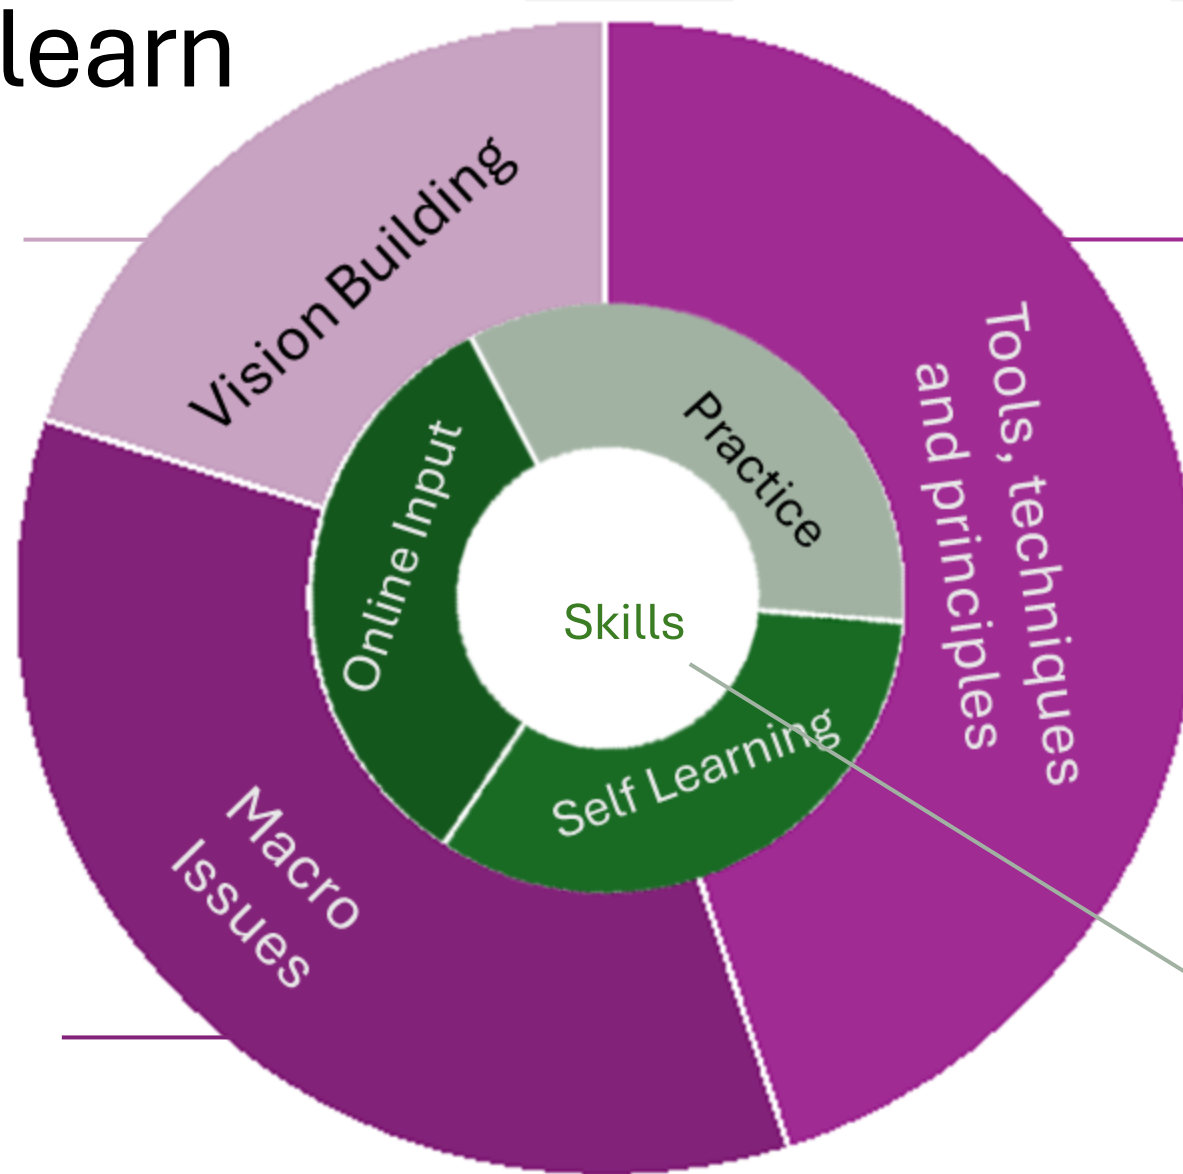 learn
Vision Building
Tools, techniques
and principles
Practice
Online Input
Skills
Self Learning
Macro
Issues